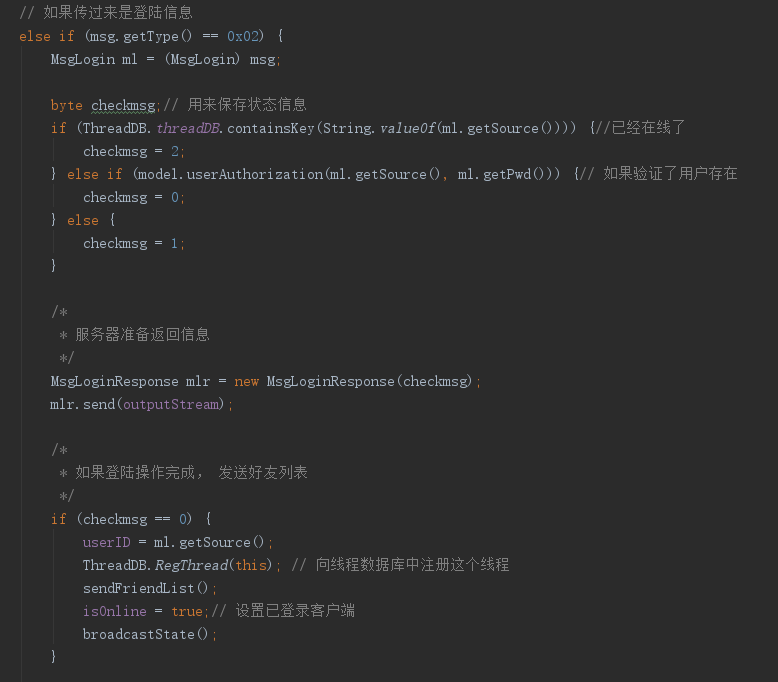 // 如果传过来是登陆信息
else if (msg.getType() == 0x02) {
MsgLogin ml = (MsgLogin) msg;
byte checkmsg;// 用来保存状态信息
if (ThreadDB.threadDB.containsKey(String.valueOf(ml.getSource()))) {//已经在线了
checkmsg = 2;
} else if (model.userAuthorization(ml.getSource(), ml.getPwd())) {// 如果验证了用户存在
checkmsg = 0;
} else {
checkmsg = 1;
}
/*
* 服务器准备返回信息
*/
MsgLoginResponse mlr = new MsgLoginResponse(checkmsg);
mlr.send(outputStream);
/*
* 如果登陆操作完成, 发送好友列表
*/
if (checkmsg == 0) {
userID = ml.getSource();
ThreadDB.RegThread(this); // 向线程数据库中注册这个线程
sendFriendList();
isOnline = true;// 设置已登录客户端
broadcastState();
}